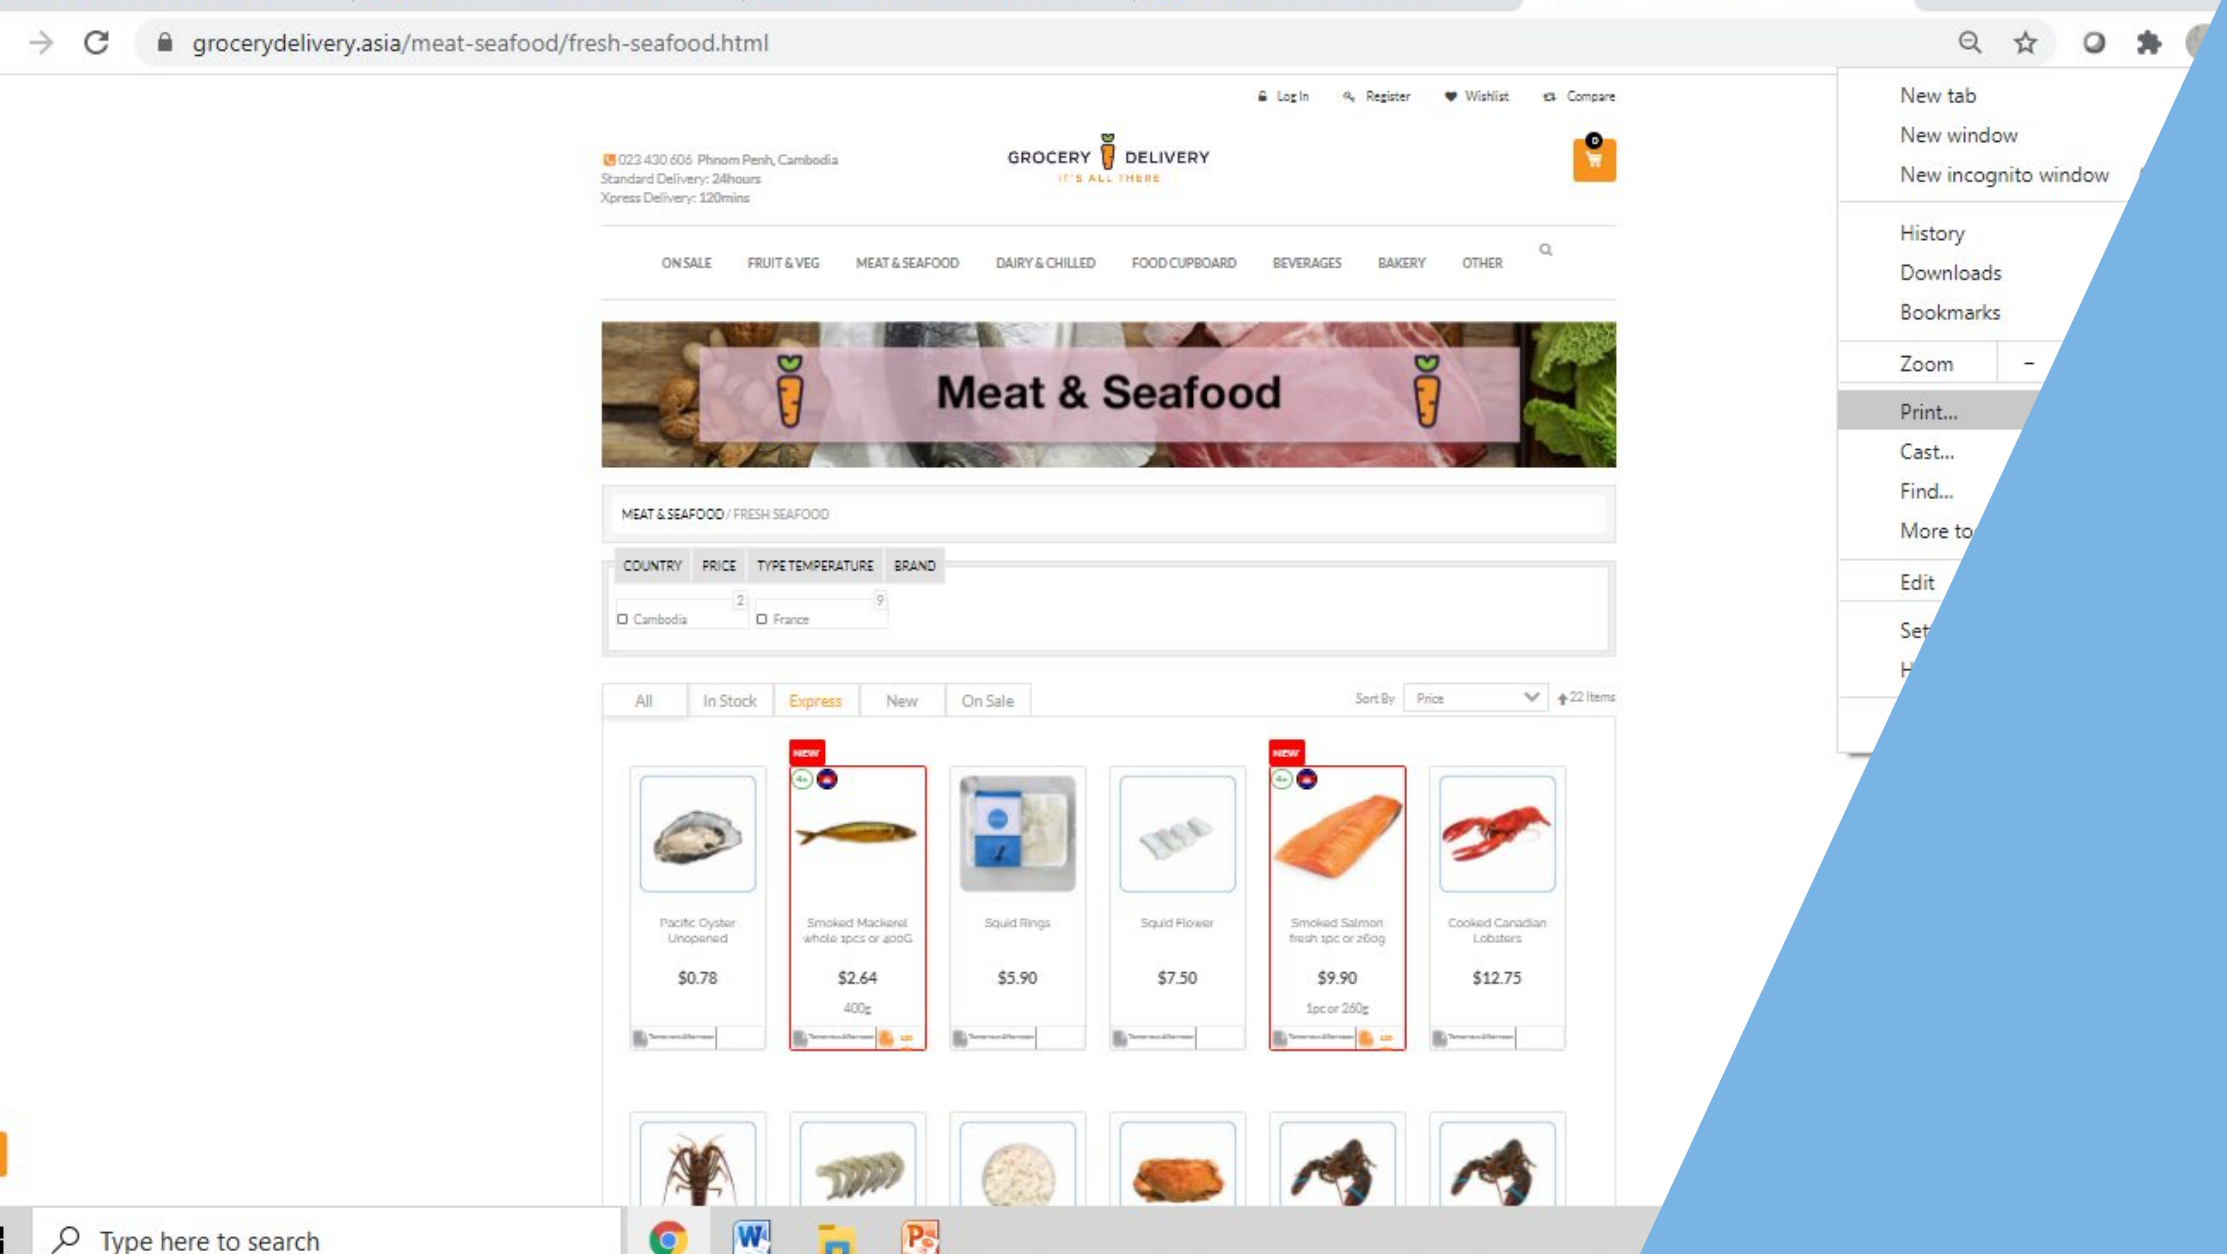 grocerydelivery.asia/meat-seafood/fresh-seafood.html
Log In Register Wishlist Compare
023 430 606 Phnom Penh, Cambodia
Standard Delivery: 24hours
Xpress Delivery: 120mins
GROCERY DELIVERY
IT'S ALL THERE
0
ON SALE FRUIT & VEG MEAT & SEAFOOD DAIRY & CHILLED FOOD CUPBOARD BEVERAGES BAKERY OTHER
Meat & Seafood
MEAT & SEAFOOD / FRESH SEAFOOD
COUNTRY PRICE TYPE TEMPERATURE BRAND
2 9
Cambodia France
All In Stock Express New On Sale
Sort By Price 22 Items
NEW NEW
4+ 4+
Pacific Oyster Unopened
$0.78
Smoked Mackerel whole 1pcs or 400G
$2.64
400g
Squid Rings
$5.90
Squid Flower
$7.50
Smoked Salmon fresh 1pc or 260g
$9.90
1pc or 260g
Cooked Canadian Lobsters
$12.75
New tab
New window
New incognito window
History
Downloads
Bookmarks
Zoom −
Print...
Cast...
Find...
More to
Edit
Set
H
Type here to search